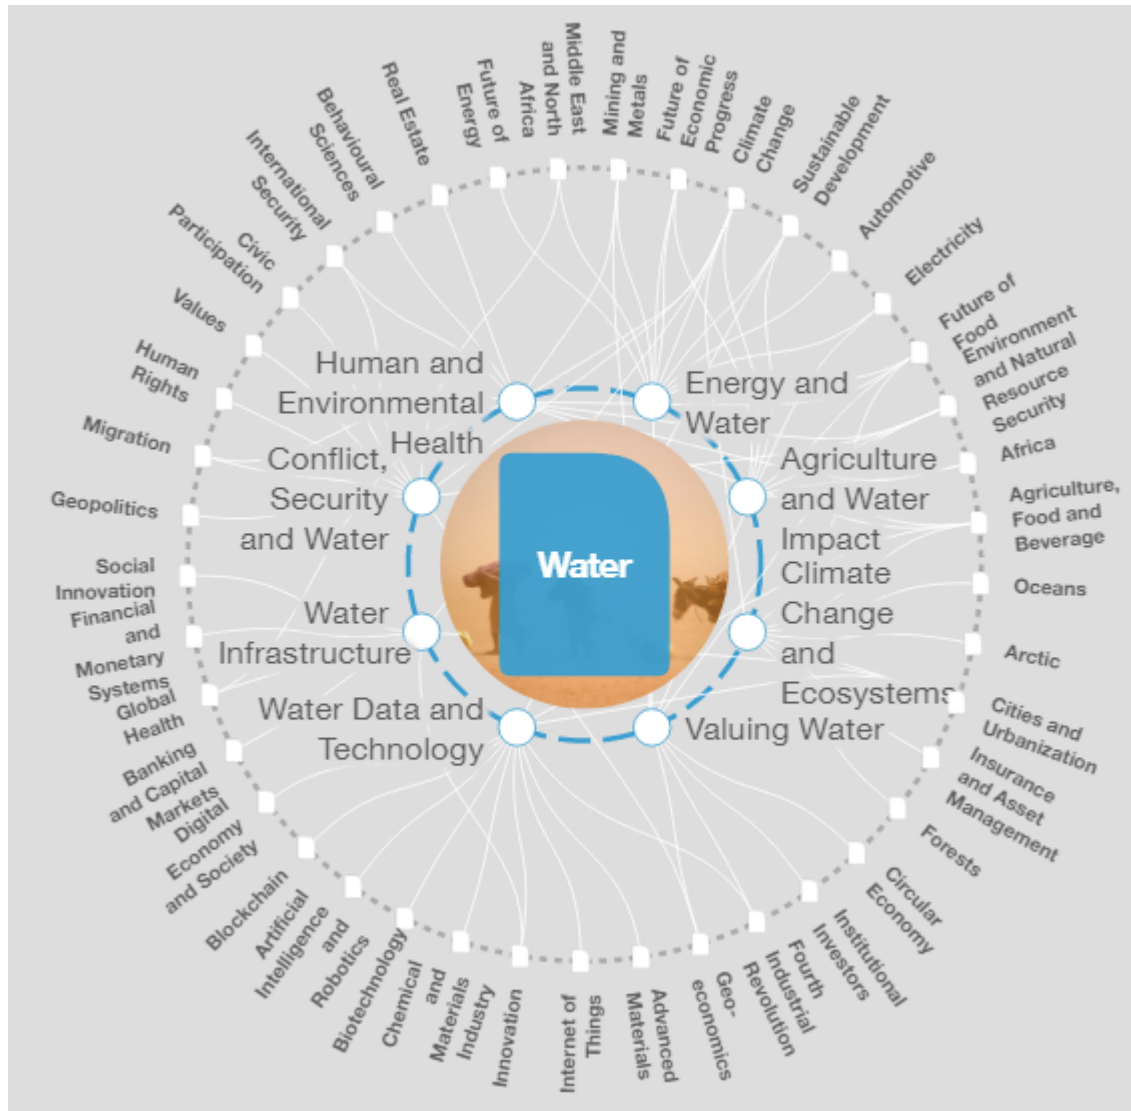 Middle East
and North
Africa
Mining and
Metals
Future of
Economic
Progress
Climate
Change
Sustainable
Development
Automotive
Electricity
Future of
Food
Environment
and Natural
Resource
Security
Africa
Agriculture,
Food and
Beverage
Oceans
Arctic
Cities and
Urbanization
Insurance
and Asset
Management
Forests
Circular
Economy
Institutional
Investors
Fourth
Industrial
Revolution
Geo-
economics
Advanced
Materials
Internet of
Things
Innovation
Chemical
and
Materials
Industry
Biotechnology
Artificial
Intelligence
and
Robotics
Blockchain
Digital
Economy
and Society
Banking
and Capital
Markets
Global
Health
Financial
and
Monetary
Systems
Social
Innovation
Geopolitics
Migration
Human
Rights
Values
Civic
Participation
International
Security
Behavioural
Sciences
Real Estate
Future of
Energy
Human and
Environmental
Health
Energy and
Water
Conflict,
Security
and Water
Agriculture
and Water
Impact
Water
Infrastructure
Climate
Change
and
Ecosystems
Water Data and
Technology
Valuing Water
Water